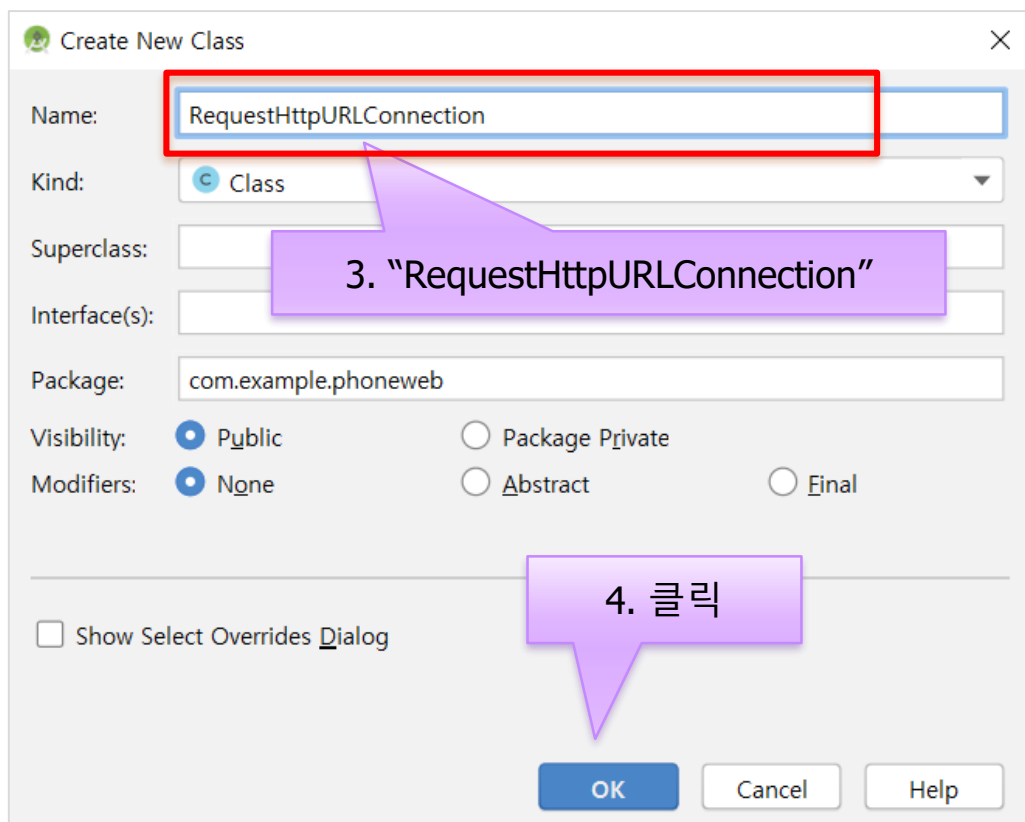 Create New Class
Name: RequestHttpURLConnection
Kind: C Class
Superclass:
3. “RequestHttpURLConnection”
Interface(s):
Package: com.example.phoneweb
Visibility: Public Package Private
Modifiers: None Abstract Final
4. 클릭
Show Select Overrides Dialog
OK Cancel Help